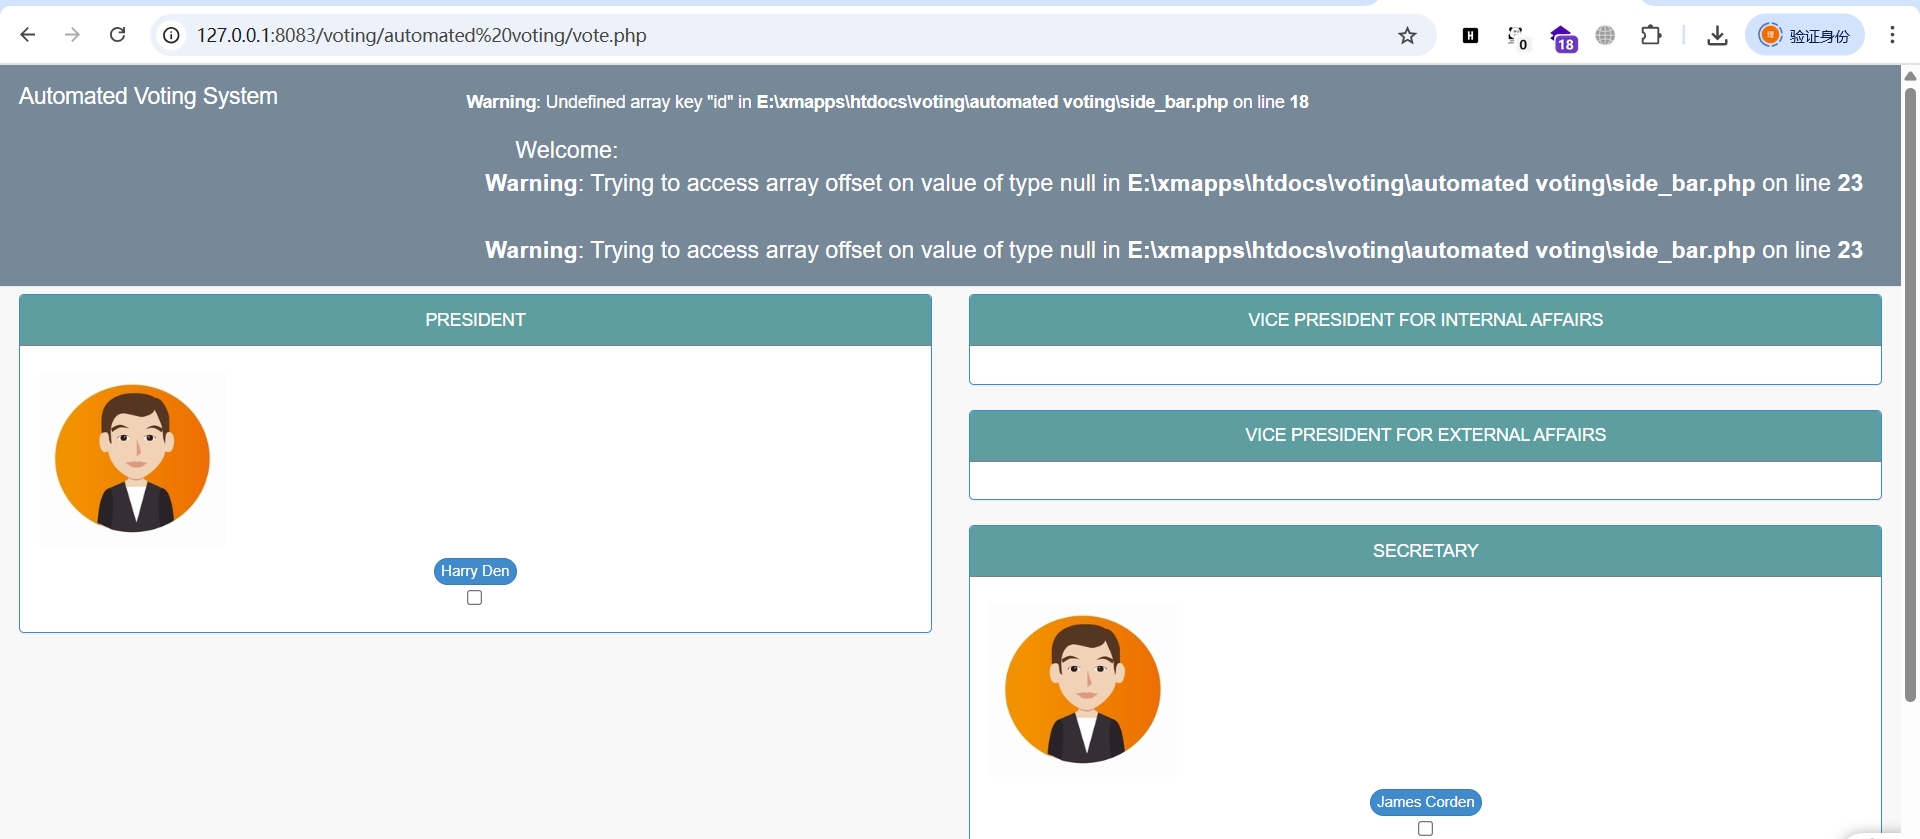 127.0.0.1:8083/voting/automated%20voting/vote.php
H
0
18
验证身份
Automated Voting System
Warning: Undefined array key "id" in E:\xmapps\htdocs\voting\automated voting\side_bar.php on line 18
Welcome:
Warning: Trying to access array offset on value of type null in E:\xmapps\htdocs\voting\automated voting\side_bar.php on line 23
Warning: Trying to access array offset on value of type null in E:\xmapps\htdocs\voting\automated voting\side_bar.php on line 23
PRESIDENT
Harry Den
VICE PRESIDENT FOR INTERNAL AFFAIRS
VICE PRESIDENT FOR EXTERNAL AFFAIRS
SECRETARY
James Corden